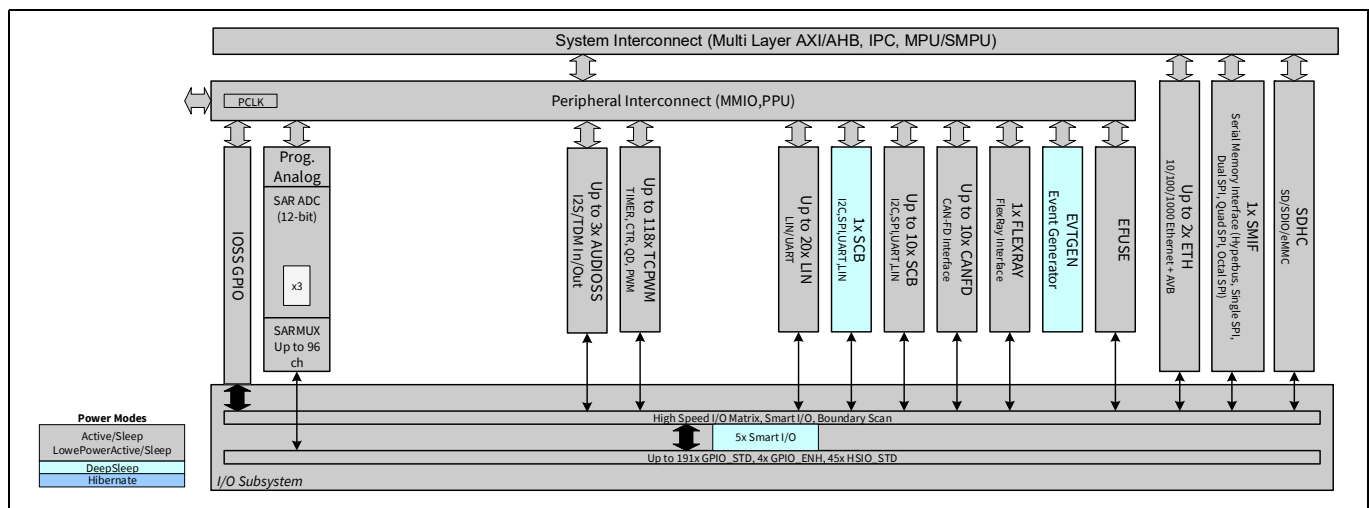 System Interconnect (Multi Layer AXI/AHB, IPC, MPU/SMPU)
PCLK
Peripheral Interconnect (MMIO,PPU)
IOSS GPIO
Prog.
Analog
SAR ADC
(12-bit)
x3
SARMUX
Up to 96
ch
Up to 3x AUDIOSS
I2S/TDM In/Out
Up to 118x TCPWM
TIMER, CTR, QD, PWM
Up to 20x LIN
LIN/UART
1x SCB
I2C,SPI,UART,LIN
Up to 10x SCB
I2C,SPI,UART,LIN
Up to 10x CANFD
CAN-FD Interface
1x FLEXRAY
FlexRay Interface
EVTGEN
Event Generator
EFUSE
Up to 2x ETH
10/100/1000 Ethernet + AVB
1x SMIF
Serial Memory Interface (Hyperbus, Single SPI,
Dual SPI, Quad SPI, Octal SPI)
SDHC
SD/SDIO/eMMC
High Speed I/O Matrix, Smart I/O, Boundary Scan
5x Smart I/O
Up to 191x GPIO_STD, 4x GPIO_ENH, 45x HSIO_STD
I/O Subsystem
Power Modes
Active/Sleep
LowePowerActive/Sleep
DeepSleep
Hibernate